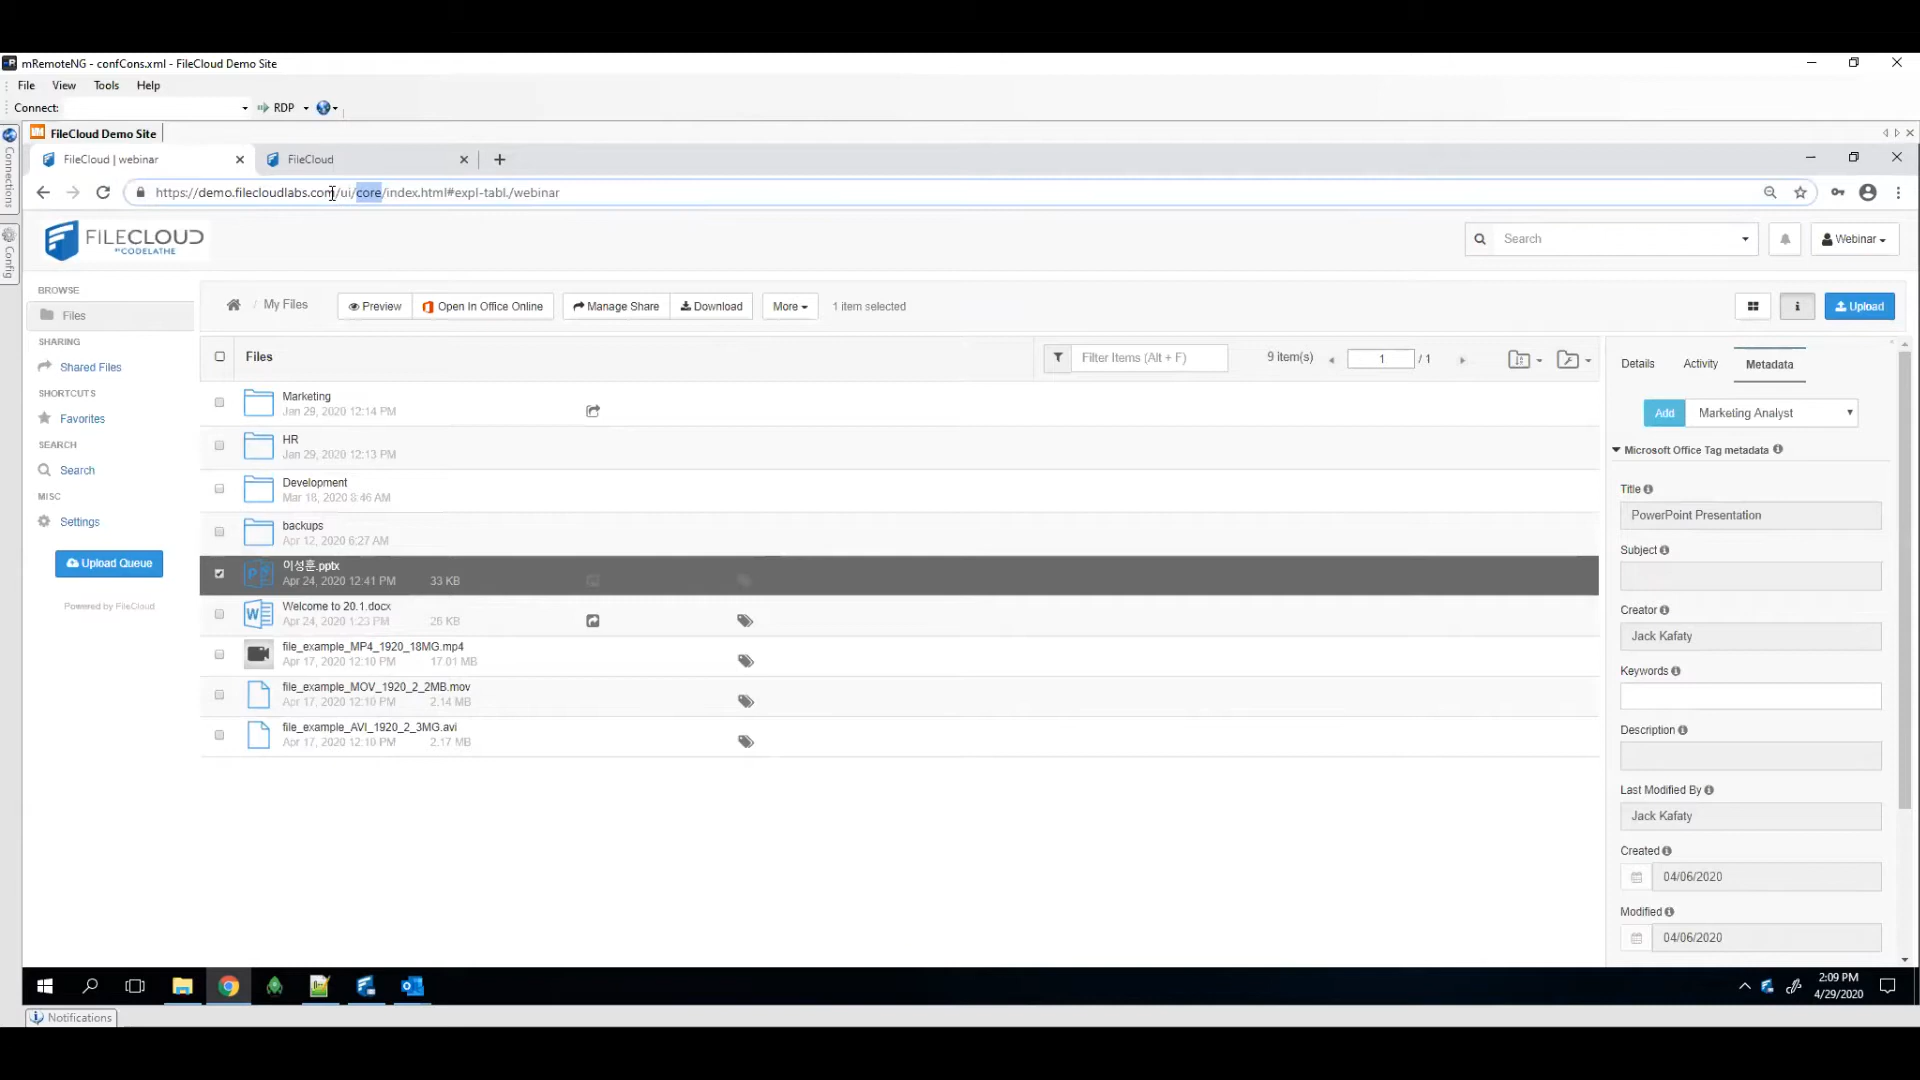 mRemoteNG - confCons.xml - FileCloud Demo Site
File View Tools Help
Connect: RDP
FileCloud Demo Site
Connections
Config
FileCloud | webinar
FileCloud
https://demo.filecloudlabs.com/ui/core/index.html#expl-tabl./webinar
FILECLOUD
BY CODELATHE
Search
Webinar
BROWSE
Files
SHARING
Shared Files
SHORTCUTS
Favorites
SEARCH
Search
MISC
Settings
Upload Queue
Powered by FileCloud
/ My Files
Preview
Open In Office Online
Manage Share
Download
More
1 item selected
Upload
Files
Filter Items (Alt + F)
9 item(s)
1 / 1
Marketing
Jan 29, 2020 12:14 PM
HR
Jan 29, 2020 12:13 PM
Development
Mar 18, 2020 8:46 AM
backups
Apr 12, 2020 6:27 AM
이성훈.pptx
Apr 24, 2020 12:41 PM 33 KB
Welcome to 20.1.docx
Apr 24, 2020 1:23 PM 26 KB
file_example_MP4_1920_18MG.mp4
Apr 17, 2020 12:10 PM 17.01 MB
file_example_MOV_1920_2_2MB.mov
Apr 17, 2020 12:10 PM 2.14 MB
file_example_AVI_1920_2_3MG.avi
Apr 17, 2020 12:10 PM 2.17 MB
Details Activity Metadata
Add Marketing Analyst
Microsoft Office Tag metadata
Title
PowerPoint Presentation
Subject
Creator
Jack Kafaty
Keywords
Description
Last Modified By
Jack Kafaty
Created
04/06/2020
Modified
04/06/2020
2:09 PM
4/29/2020
Notifications